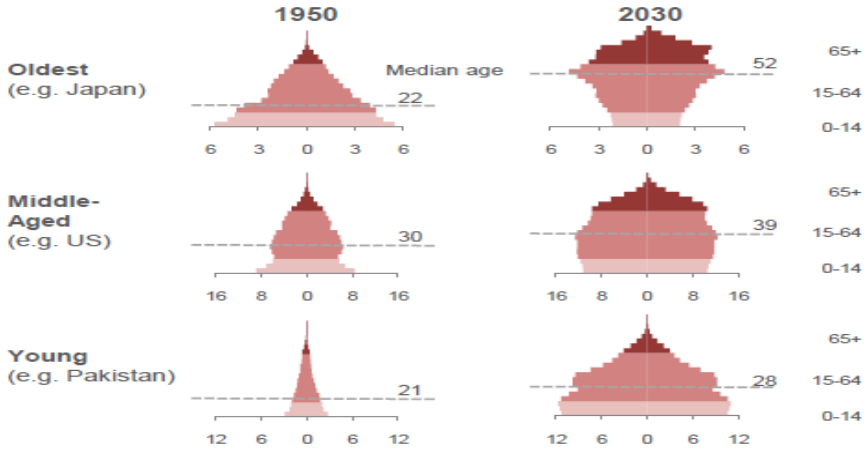 1950 2030
Oldest
(e.g. Japan)
Median age
22
52
65+
15-64
0-14
6 3 0 3 6
6 3 0 3 6
Middle-
Aged
(e.g. US)
30
39
65+
15-64
0-14
16 8 0 8 16
16 8 0 8 16
Young
(e.g. Pakistan)
21
28
65+
15-64
0-14
12 6 0 6 12
12 6 0 6 12